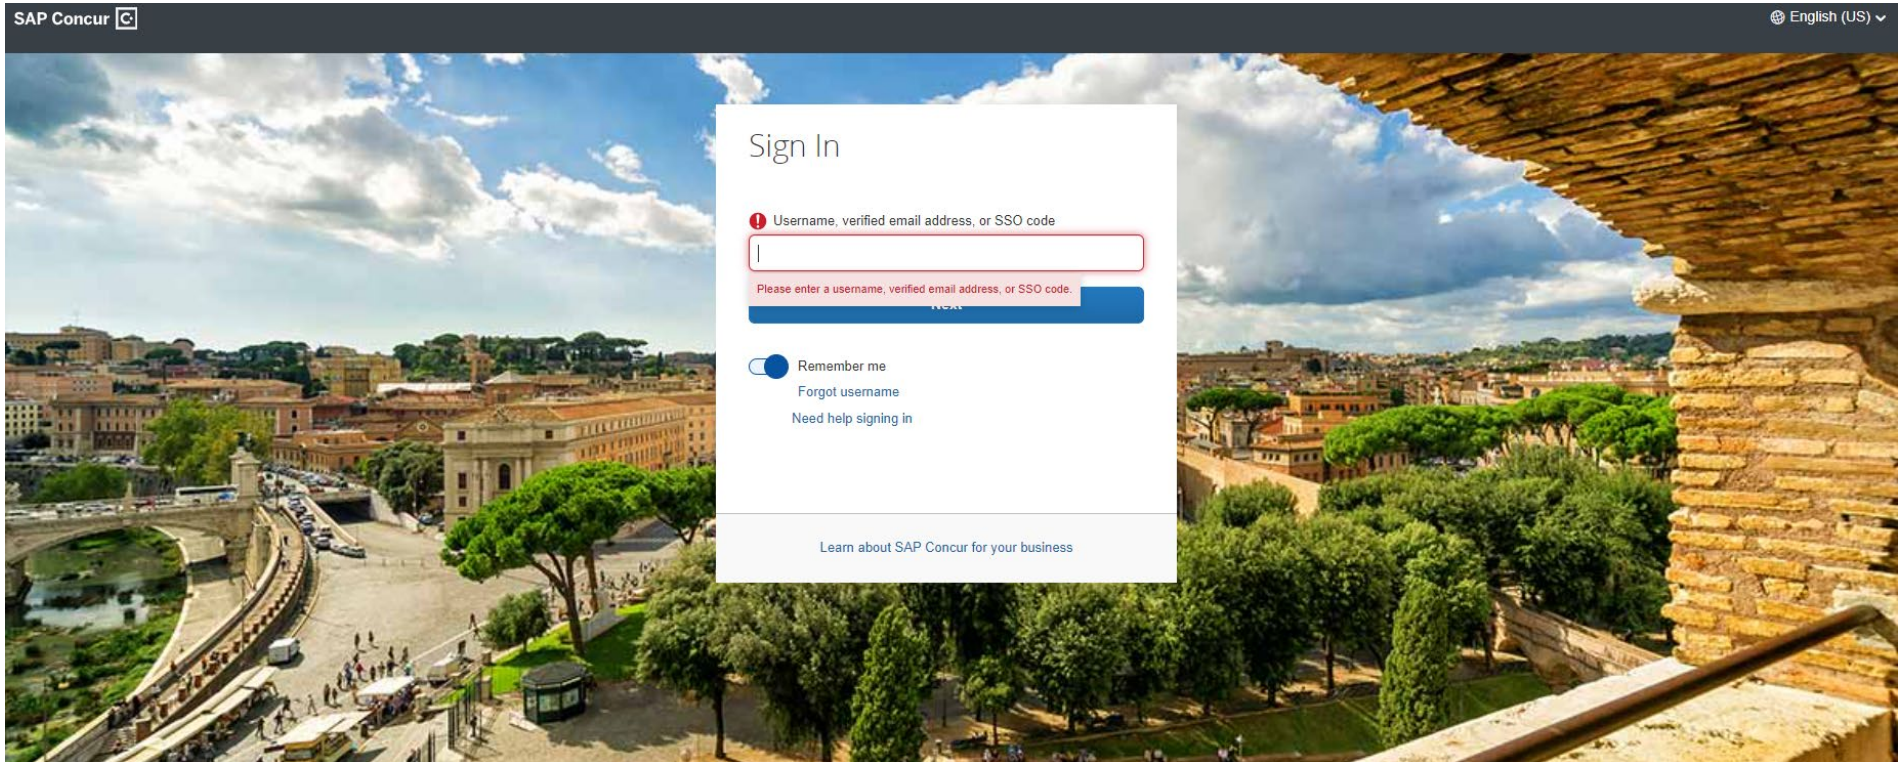 SAP Concur C
English (US)
Sign In
Username, verified email address, or SSO code
Please enter a username, verified email address, or SSO code.
Next
Remember me
Forgot username
Need help signing in
Learn about SAP Concur for your business